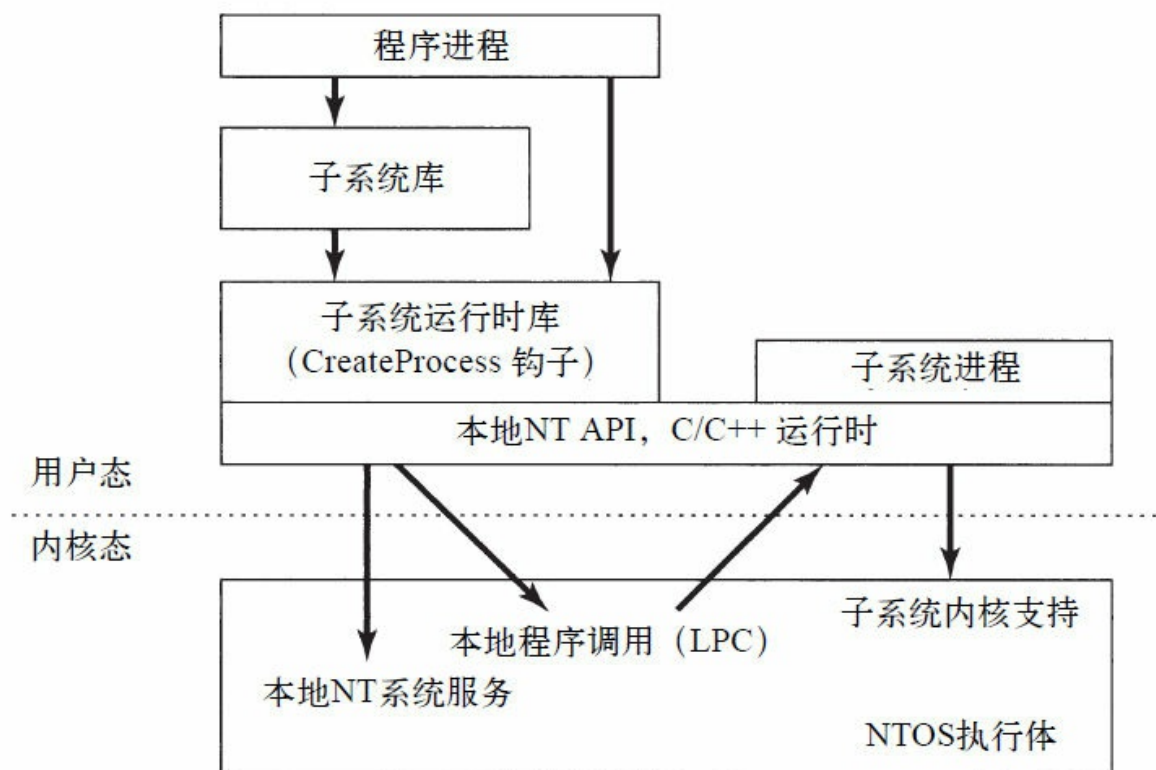 程序进程
子系统库
子系统运行时库
（CreateProcess 钩子）
子系统进程
本地NT API，C/C++ 运行时
用户态
内核态
子系统内核支持
本地程序调用（LPC）
本地NT系统服务
NTOS执行体